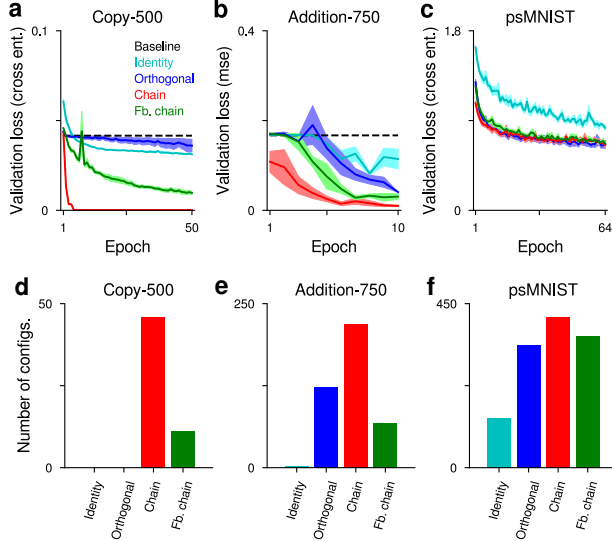 a
Copy-500
0.1
Validation loss (cross ent.)
0
Baseline
Identity
Orthogonal
Chain
Fb. chain
1
50
Epoch
b
Addition-750
0.4
Validation loss (mse)
0
1
10
Epoch
c
psMNIST
1.8
Validation loss (cross ent.)
0
1
64
Epoch
d
Copy-500
50
Number of configs.
0
Identity
Orthogonal
Chain
Fb. chain
e
Addition-750
250
0
Identity
Orthogonal
Chain
Fb. chain
f
psMNIST
450
0
Identity
Orthogonal
Chain
Fb. chain